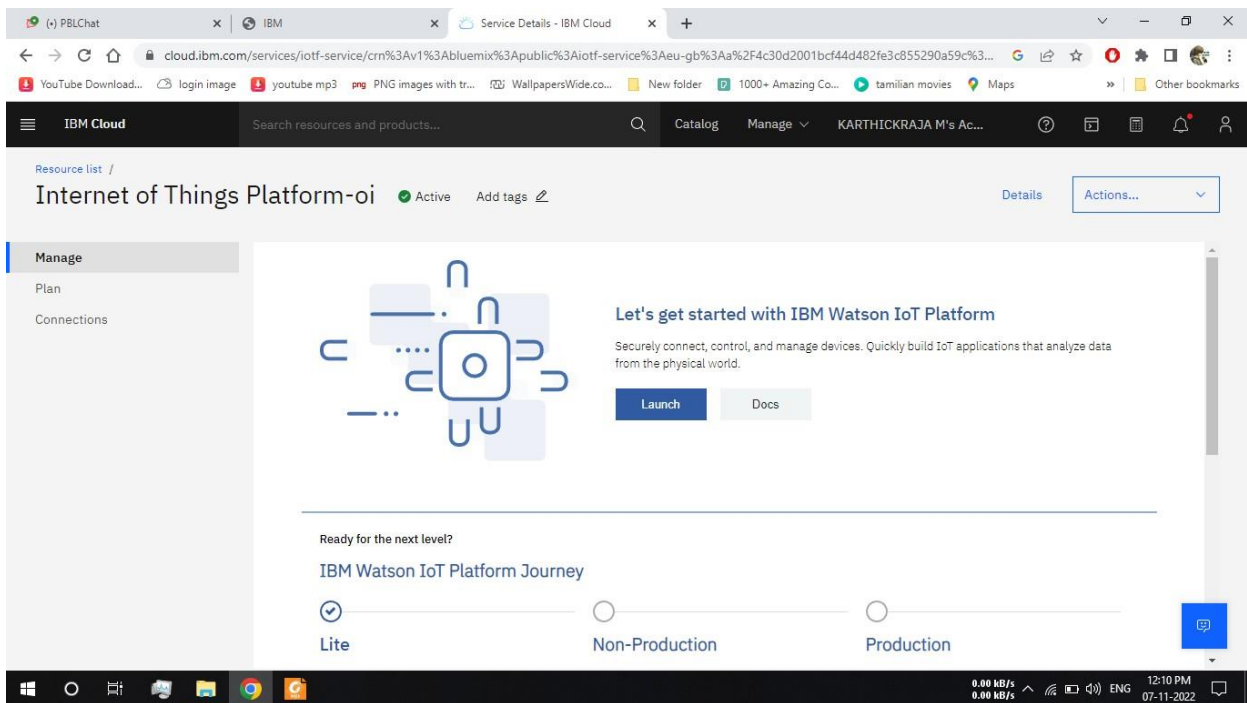 (•) PBLChat
IBM
Service Details - IBM Cloud
cloud.ibm.com/services/iotf-service/crn%3Av1%3Abluemix%3Apublic%3Aiotf-service%3Aeu-gb%3Aa%2F4c30d2001bcf44d482fe3c855290a59c%3...
YouTube Download...
login image
youtube mp3
png PNG images with tr...
WallpapersWide.co...
New folder
1000+ Amazing Co...
tamilian movies
Maps
»
Other bookmarks
IBM Cloud
Search resources and products...
Catalog
Manage
KARTHICKRAJA M's Ac...
Resource list /
Internet of Things Platform-oi
Active
Add tags
Details
Actions...
Manage
Plan
Connections
Let's get started with IBM Watson IoT Platform
Securely connect, control, and manage devices. Quickly build IoT applications that analyze data
from the physical world.
Launch
Docs
Ready for the next level?
IBM Watson IoT Platform Journey
Lite
Non-Production
Production
0.00 kB/s
0.00 kB/s
ENG
12:10 PM
07-11-2022